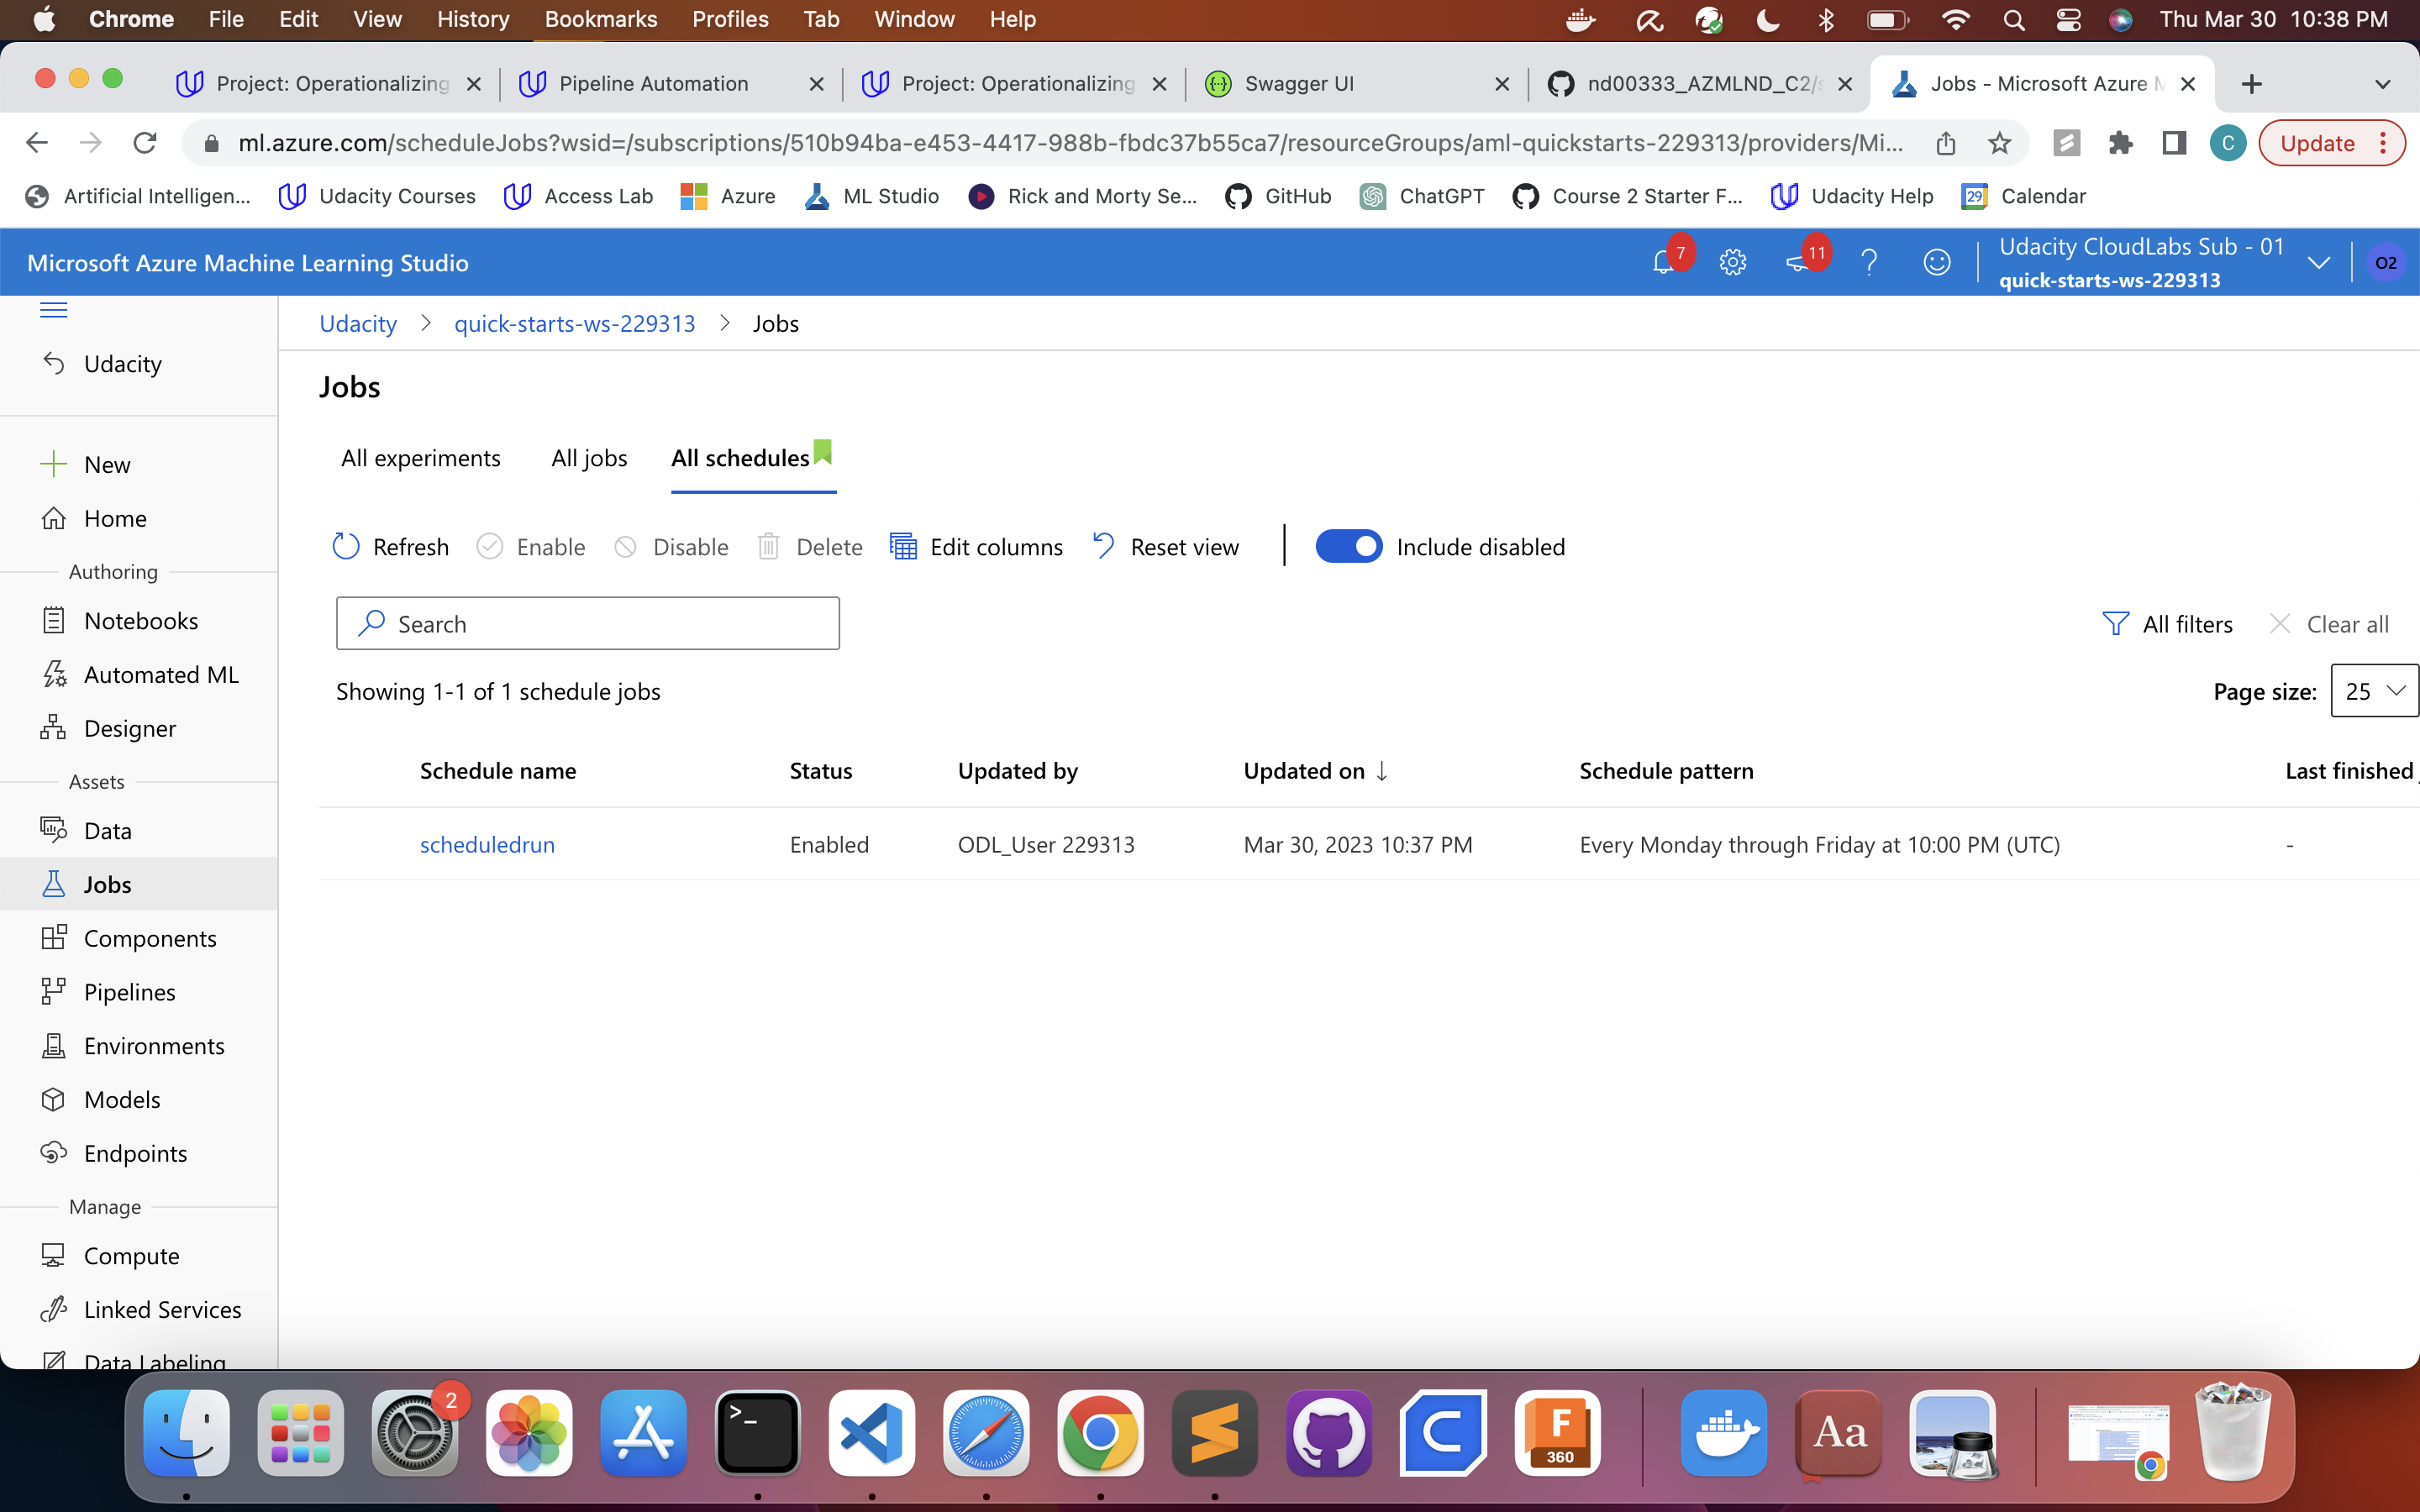 Chrome File Edit View History Bookmarks Profiles Tab Window Help Thu Mar 30 10:38 PM
Project: Operationalizing Pipeline Automation Project: Operationalizing Swagger UI nd00333_AZMLND_C2/s Jobs - Microsoft Azure M
ml.azure.com/scheduleJobs?wsid=/subscriptions/510b94ba-e453-4417-988b-fbdc37b55ca7/resourceGroups/aml-quickstarts-229313/providers/Mi... C Update
Artificial Intelligen... Udacity Courses Access Lab Azure ML Studio Rick and Morty Se... GitHub ChatGPT Course 2 Starter F... Udacity Help 29 Calendar
Microsoft Azure Machine Learning Studio 7 11 ? Udacity CloudLabs Sub - 01
quick-starts-ws-229313 O2
Udacity > quick-starts-ws-229313 > Jobs
Udacity
Jobs
New
All experiments All jobs All schedules
Home
Refresh Enable Disable Delete Edit columns Reset view Include disabled
Authoring
Notebooks
Search All filters Clear all
Automated ML
Showing 1-1 of 1 schedule jobs Page size: 25
Designer
Assets
Schedule name Status Updated by Updated on ↓ Schedule pattern Last finished
Data
scheduledrun Enabled ODL_User 229313 Mar 30, 2023 10:37 PM Every Monday through Friday at 10:00 PM (UTC) -
Jobs
Components
Pipelines
Environments
Models
Endpoints
Manage
Compute
Linked Services
Data Labeling
2 >_ C F 360 Aa